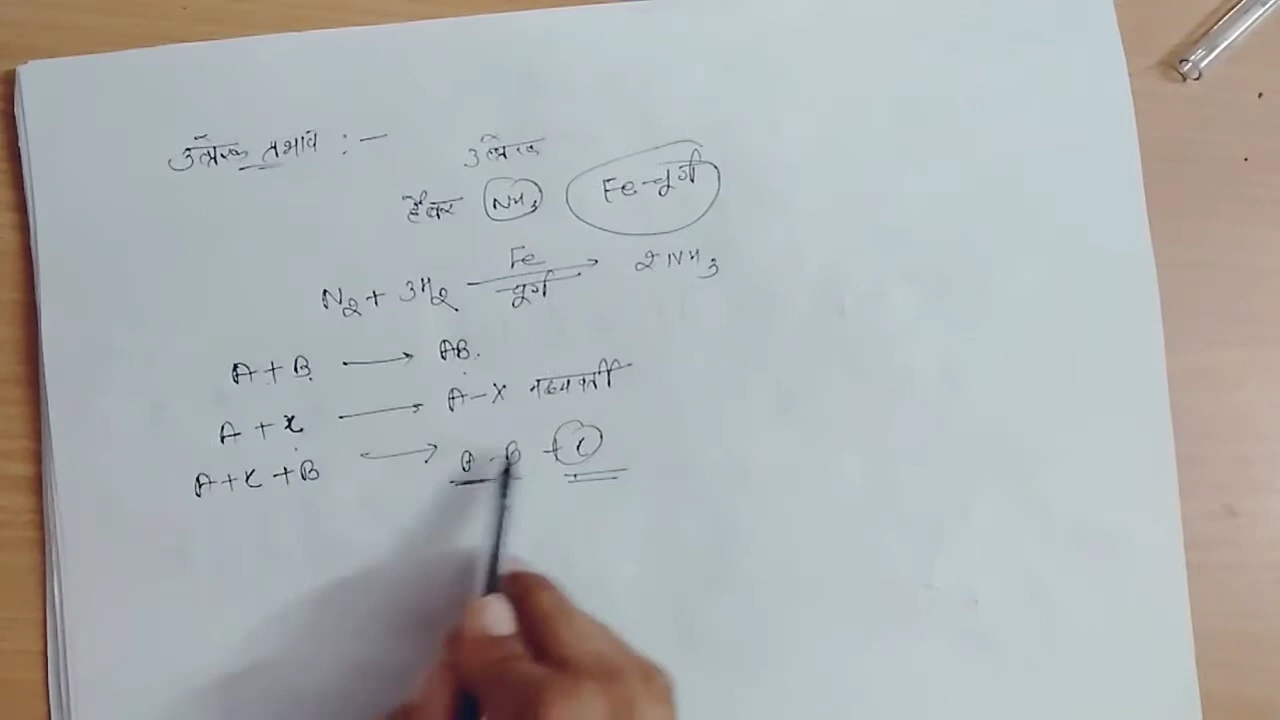 उत्प्रेरक प्रभाव :-
उत्प्रेरक
हैबर NH3 Fe-चूर्ण
N2 + 3H2 Fe चूर्ण → 2NH3
A + B → AB.
A + x → A-X मध्यवर्ती
A + x + B → A-B + x